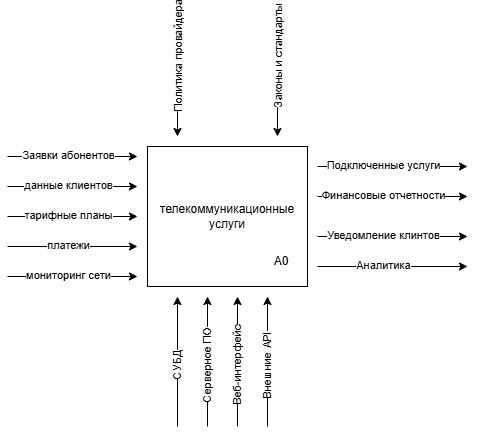 Политика провайдера
Законы и стандарты
Заявки абонентов
данные клиентов
тарифные планы
платежи
мониторинг сети
телекоммуникационные
услуги
A0
Подключенные услуги
Финансовые отчетности
Уведомление клинтов
Аналитика
СУБД
Серверное ПО
Веб-интерфейс
Внешние API